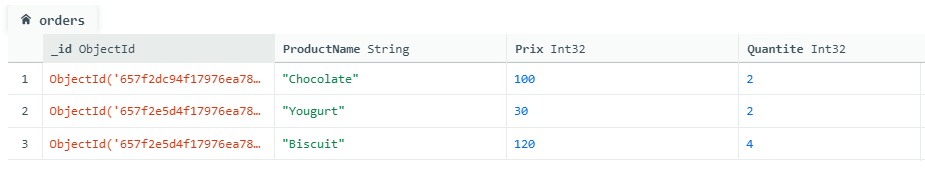 orders
_id ObjectId ProductName String Prix Int32 Quantite Int32
1 ObjectId('657f2dc94f17976ea78… "Chocolate" 100 2
2 ObjectId('657f2e5d4f17976ea78… "Yougurt" 30 2
3 ObjectId('657f2e5d4f17976ea78… "Biscuit" 120 4